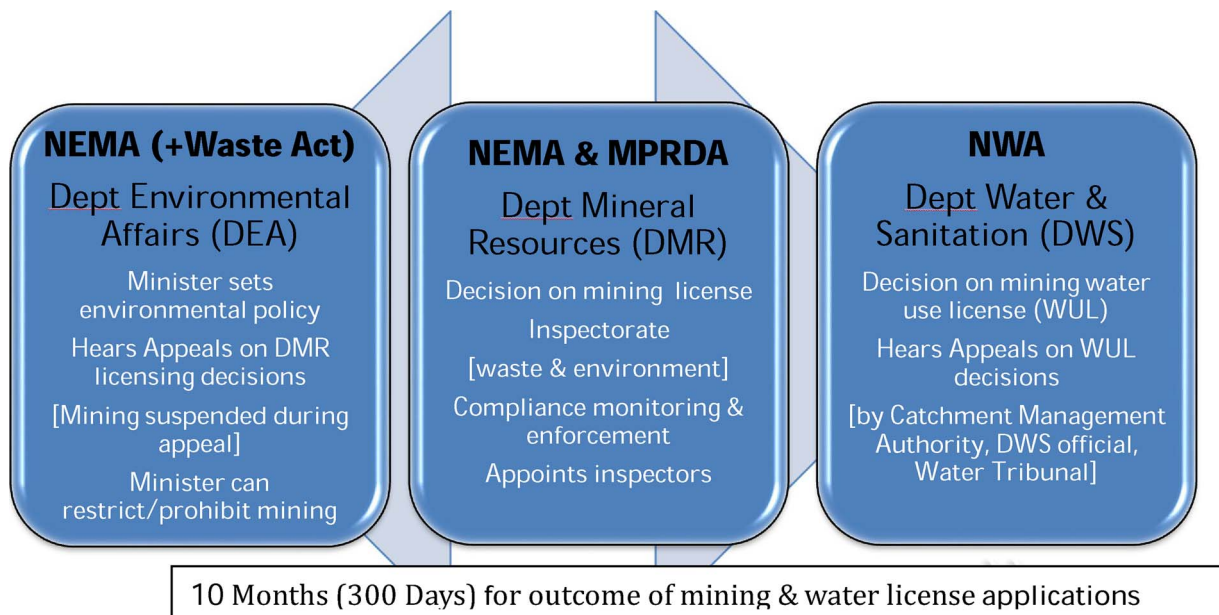 NEMA (+Waste Act)
Dept Environmental
Affairs (DEA)
Minister sets
environmental policy
Hears Appeals on DMR
licensing decisions
[Mining suspended during
appeal]
Minister can
restrict/prohibit mining
NEMA & MPRDA
Dept Mineral
Resources (DMR)
Decision on mining license
Inspectorate
[waste & environment]
Compliance monitoring &
enforcement
Appoints inspectors
NWA
Dept Water &
Sanitation (DWS)
Decision on mining water
use license (WUL)
Hears Appeals on WUL
decisions
[by Catchment Management
Authority, DWS official,
Water Tribunal]
10 Months (300 Days) for outcome of mining & water license applications